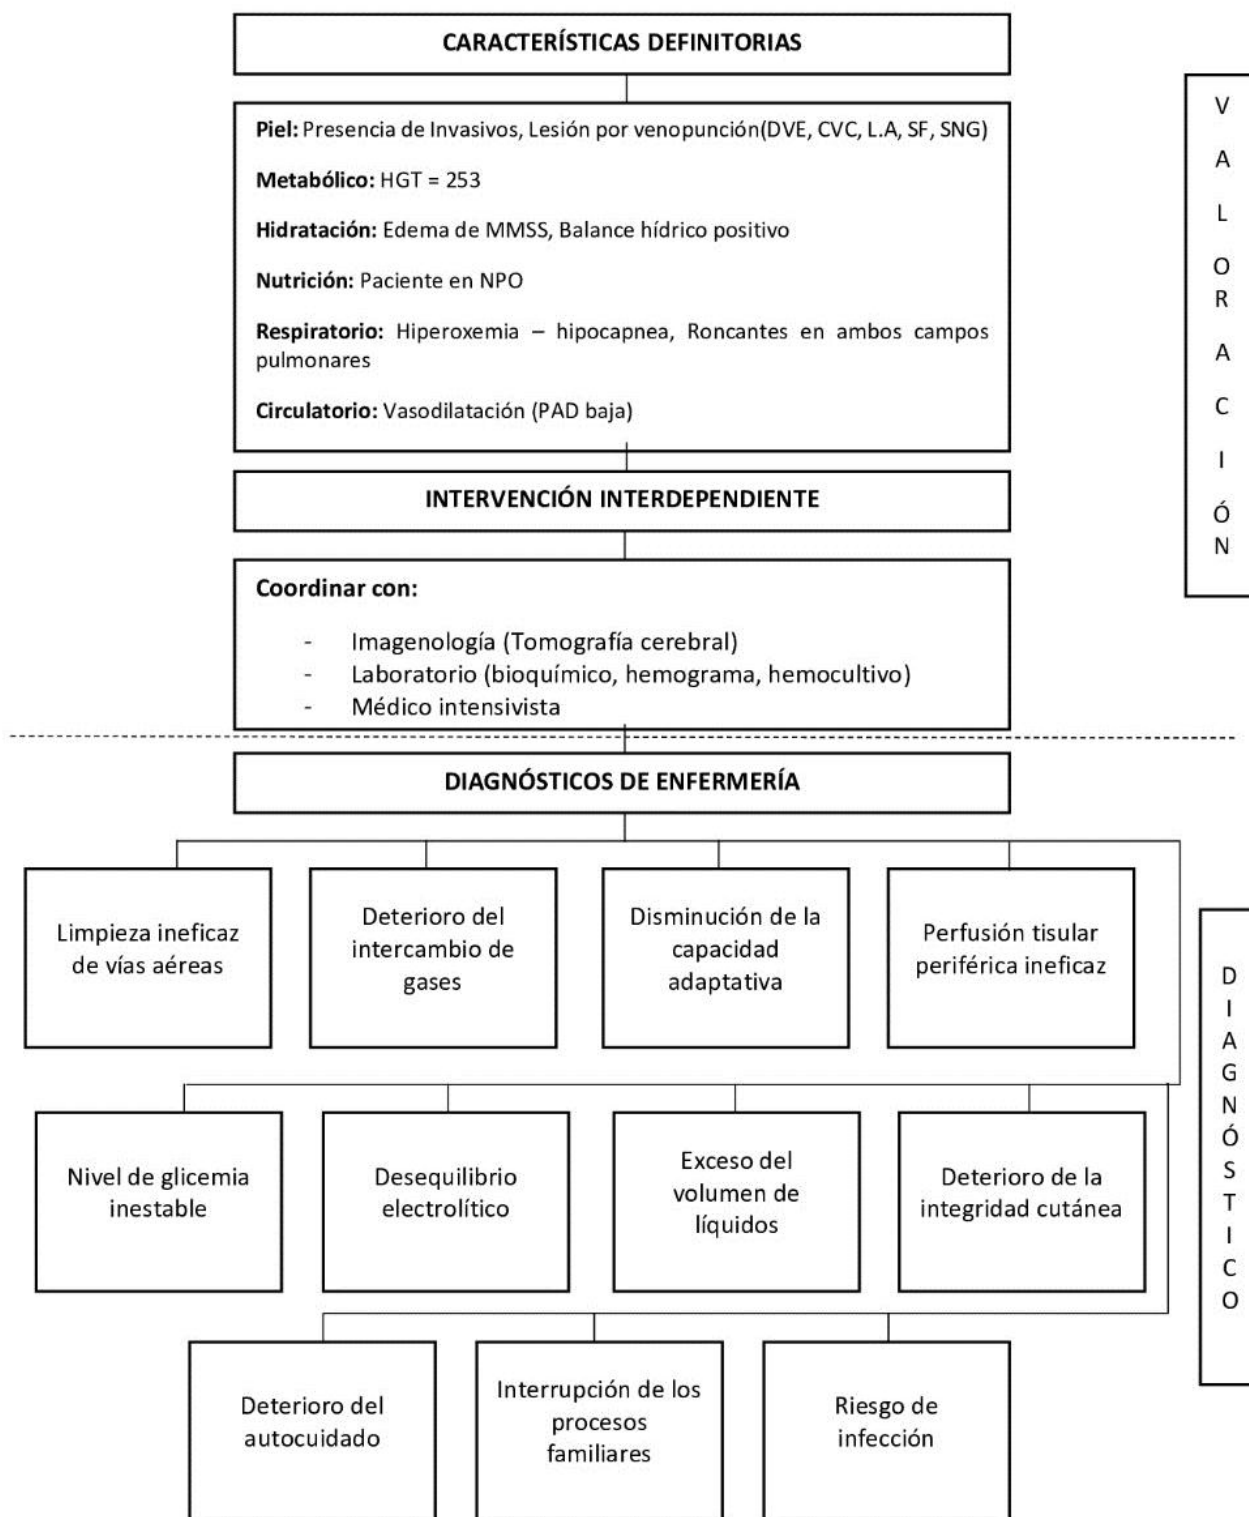 CARACTERÍSTICAS DEFINITORIAS
Piel: Presencia de Invasivos, Lesión por venopunción(DVE, CVC, L.A, SF, SNG)
Metabólico: HGT = 253
Hidratación: Edema de MMSS, Balance hídrico positivo
Nutrición: Paciente en NPO
Respiratorio: Hiperoxemia – hipocapnea, Roncantes en ambos campos
pulmonares
Circulatorio: Vasodilatación (PAD baja)
INTERVENCIÓN INTERDEPENDIENTE
Coordinar con:
- Imagenología (Tomografía cerebral)
- Laboratorio (bioquímico, hemograma, hemocultivo)
- Médico intensivista
V
A
L
O
R
A
C
I
Ó
N
DIAGNÓSTICOS DE ENFERMERÍA
Limpieza ineficaz
de vías aéreas
Deterioro del
intercambio de
gases
Disminución de la
capacidad
adaptativa
Perfusión tisular
periférica ineficaz
Nivel de glicemia
inestable
Desequilibrio
electrolítico
Exceso del
volumen de
líquidos
Deterioro de la
integridad cutánea
Deterioro del
autocuidado
Interrupción de los
procesos
familiares
Riesgo de
infección
D
I
A
G
N
Ó
S
T
I
C
O